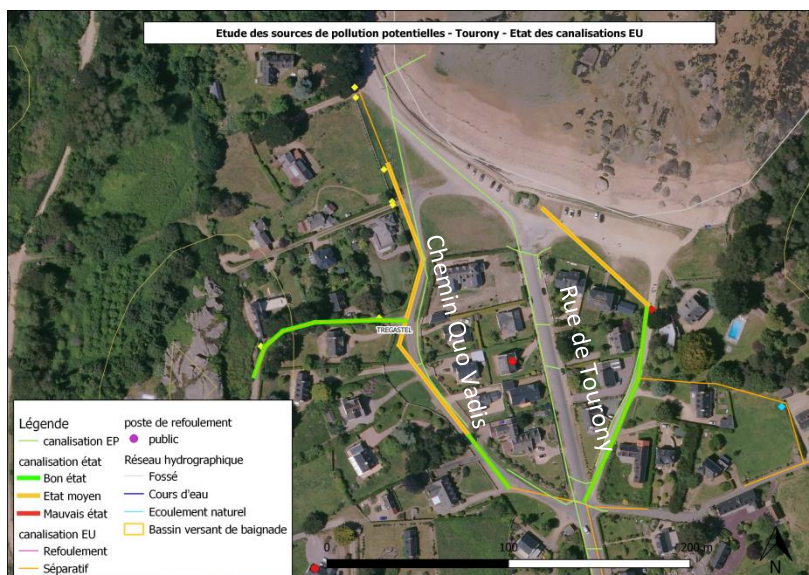 Etude des sources de pollution potentielles - Tourony - Etat des canalisations EU
Chemin Quo Vadis
Rue de Tourony
TREGASTEL
Légende
canalisation EP
canalisation état
Bon état
Etat moyen
Mauvais état
canalisation EU
Refoulement
Séparatif
poste de refoulement
public
Réseau hydrographique
Fossé
Cours d'eau
Ecoulement naturel
Bassin versant de baignade
0 100 200 m
N